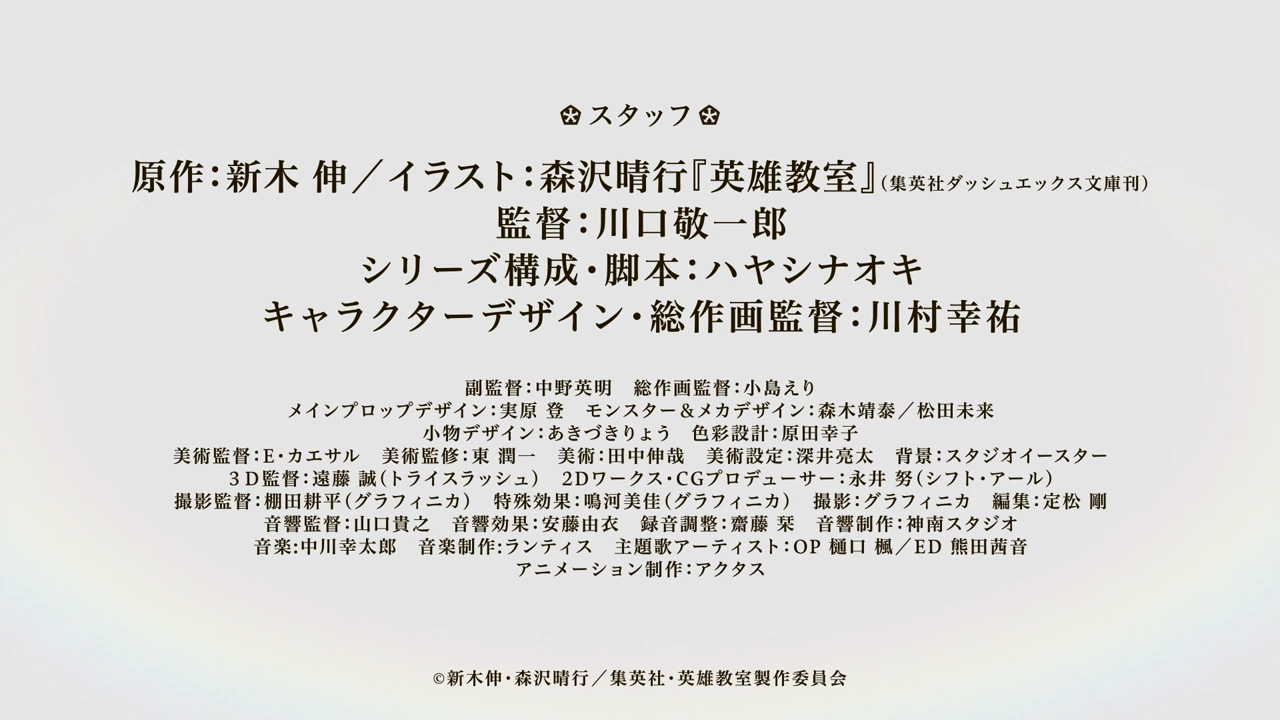 スタッフ
原作：新木 伸／イラスト：森沢晴行『英雄教室』（集英社ダッシュエックス文庫刊）
監督：川口敬一郎
シリーズ構成・脚本：ハヤシナオキ
キャラクターデザイン・総作画監督：川村幸祐
副監督：中野英明　総作画監督：小島えり
メインプロップデザイン：実原 登　モンスター＆メカデザイン：森木靖泰／松田未来
小物デザイン：あきづきりょう　色彩設計：原田幸子
美術監督：E・カエサル　美術監修：東 潤一　美術：田中伸哉　美術設定：深井亮太　背景：スタジオイースター
３D監督：遠藤 誠（トライスラッシュ）　2Dワークス・CGプロデューサー：永井 努（シフト・アール）
撮影監督：棚田耕平（グラフィニカ）　特殊効果：鳴河美佳（グラフィニカ）　撮影：グラフィニカ　編集：定松 剛
音響監督：山口貴之　音響効果：安藤由衣　録音調整：齋藤 栞　音響制作：神南スタジオ
音楽:中川幸太郎　音楽制作:ランティス　主題歌アーティスト：OP 樋口 楓／ED 熊田茜音
アニメーション制作：アクタス
©新木伸・森沢晴行／集英社・英雄教室製作委員会